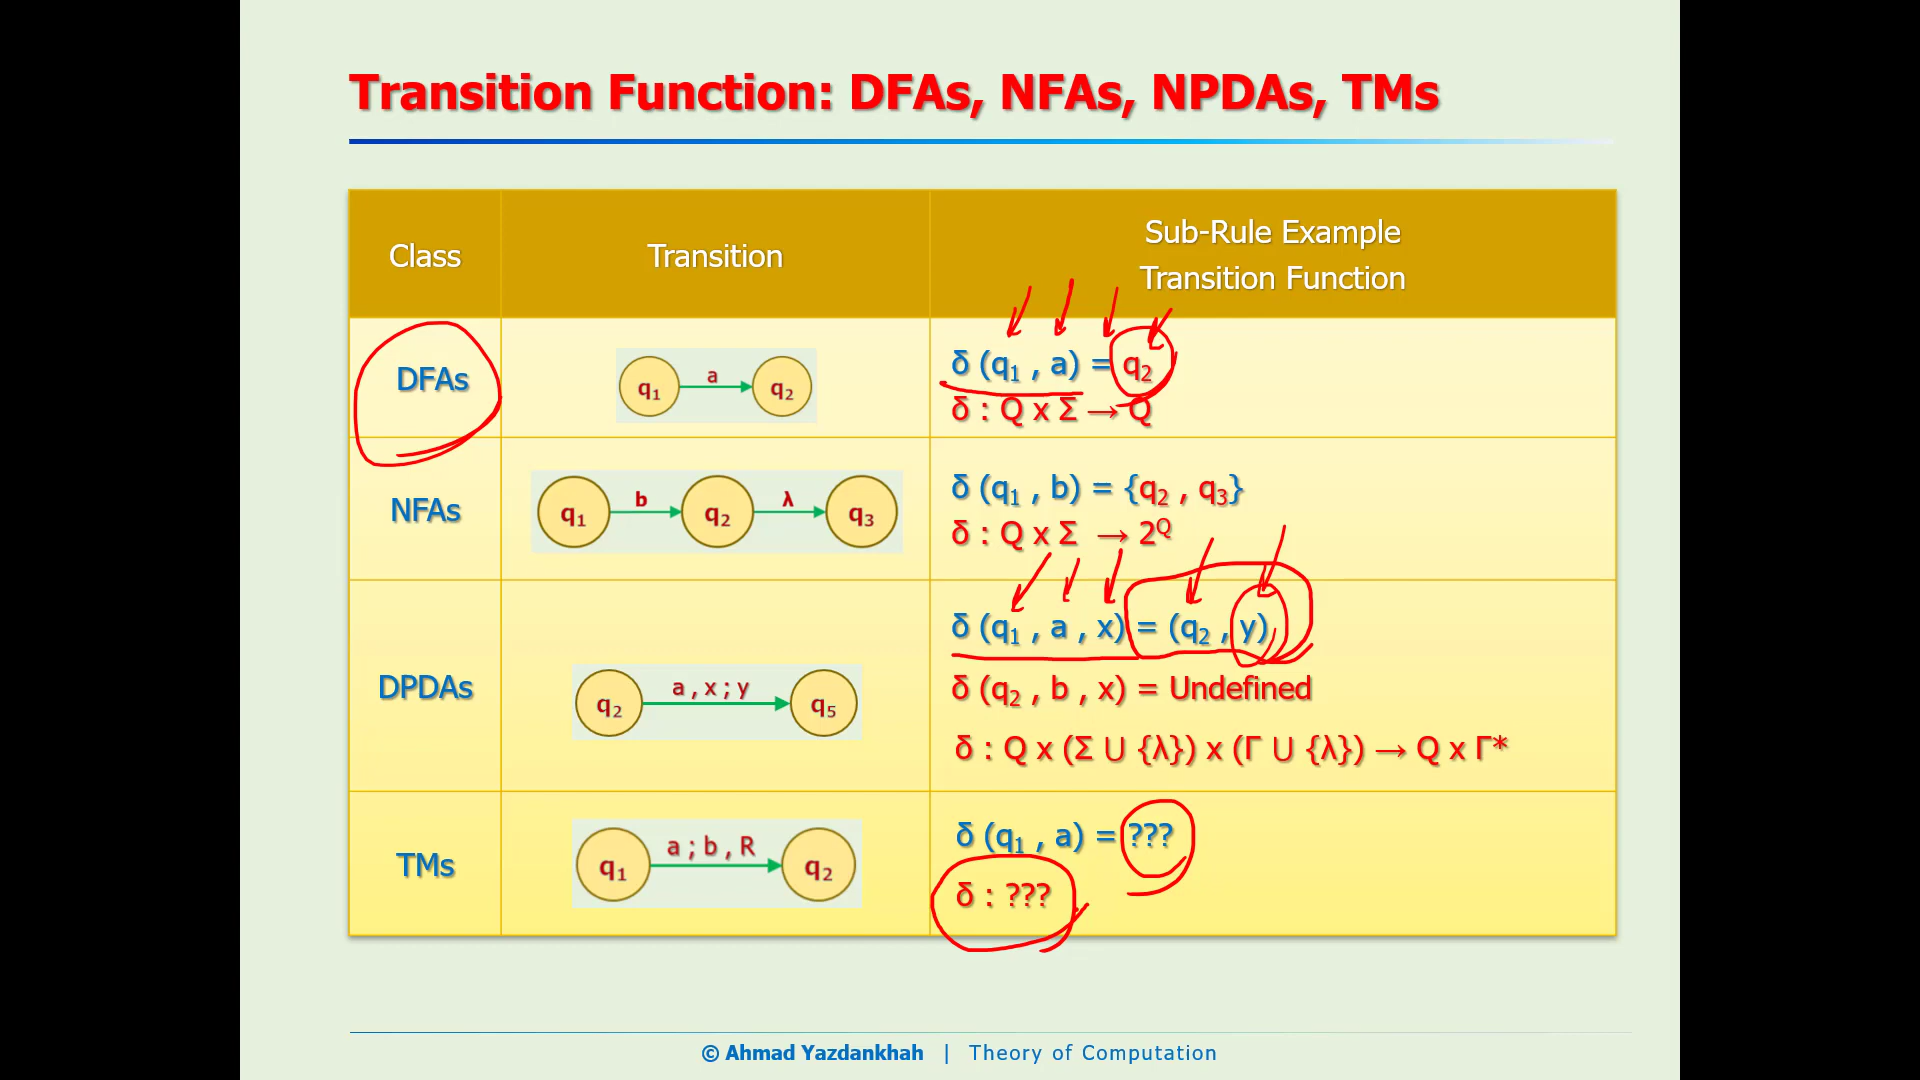 Transition Function: DFAs, NFAs, NPDAs, TMs
Class
Transition
Sub-Rule Example
Transition Function
DFAs
q₁ a q₂
δ (q₁ , a) = q₂
δ : Q x Σ → Q
NFAs
q₁ b q₂ λ q₃
δ (q₁ , b) = {q₂ , q₃}
δ : Q x Σ → 2^Q
DPDAs
q₂ a , x ; y q₅
δ (q₁ , a , x) = (q₂ , y)
δ (q₂ , b , x) = Undefined
δ : Q x (Σ ∪ {λ}) x (Γ ∪ {λ}) → Q x Γ*
TMs
q₁ a ; b , R q₂
δ (q₁ , a) = ???
δ : ???
© Ahmad Yazdankhah | Theory of Computation